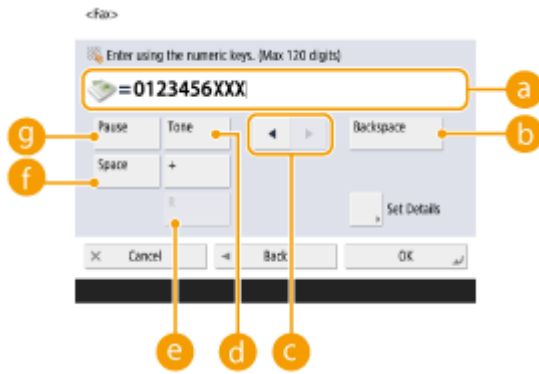 <Fax>
Enter using the numeric keys. (Max 120 digits)
=0123456XXX
a
Pause
Tone
◀
▶
Backspace
g
b
Space
+
f
R
Set Details
× Cancel
◀ Back
OK
e
d
c